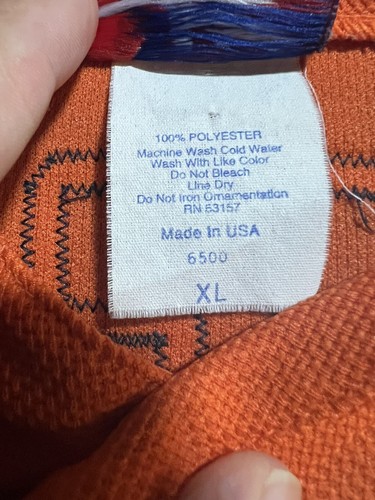 100% POLYESTER
Machine Wash Cold Water
Wash With Like Color
Do Not Bleach
Line Dry
Do Not Iron Ornamentation
RN 53157
Made In USA
6500
XL